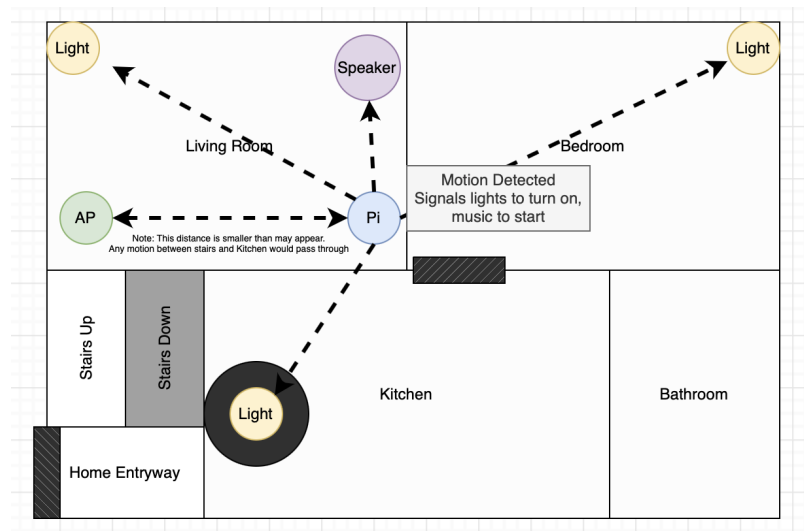 Light
Speaker
Light
Living Room
Bedroom
Motion Detected
Signals lights to turn on,
music to start
AP
Pi
Note: This distance is smaller than may appear.
Any motion between stairs and Kitchen would pass through
Stairs Up
Stairs Down
Light
Kitchen
Bathroom
Home Entryway